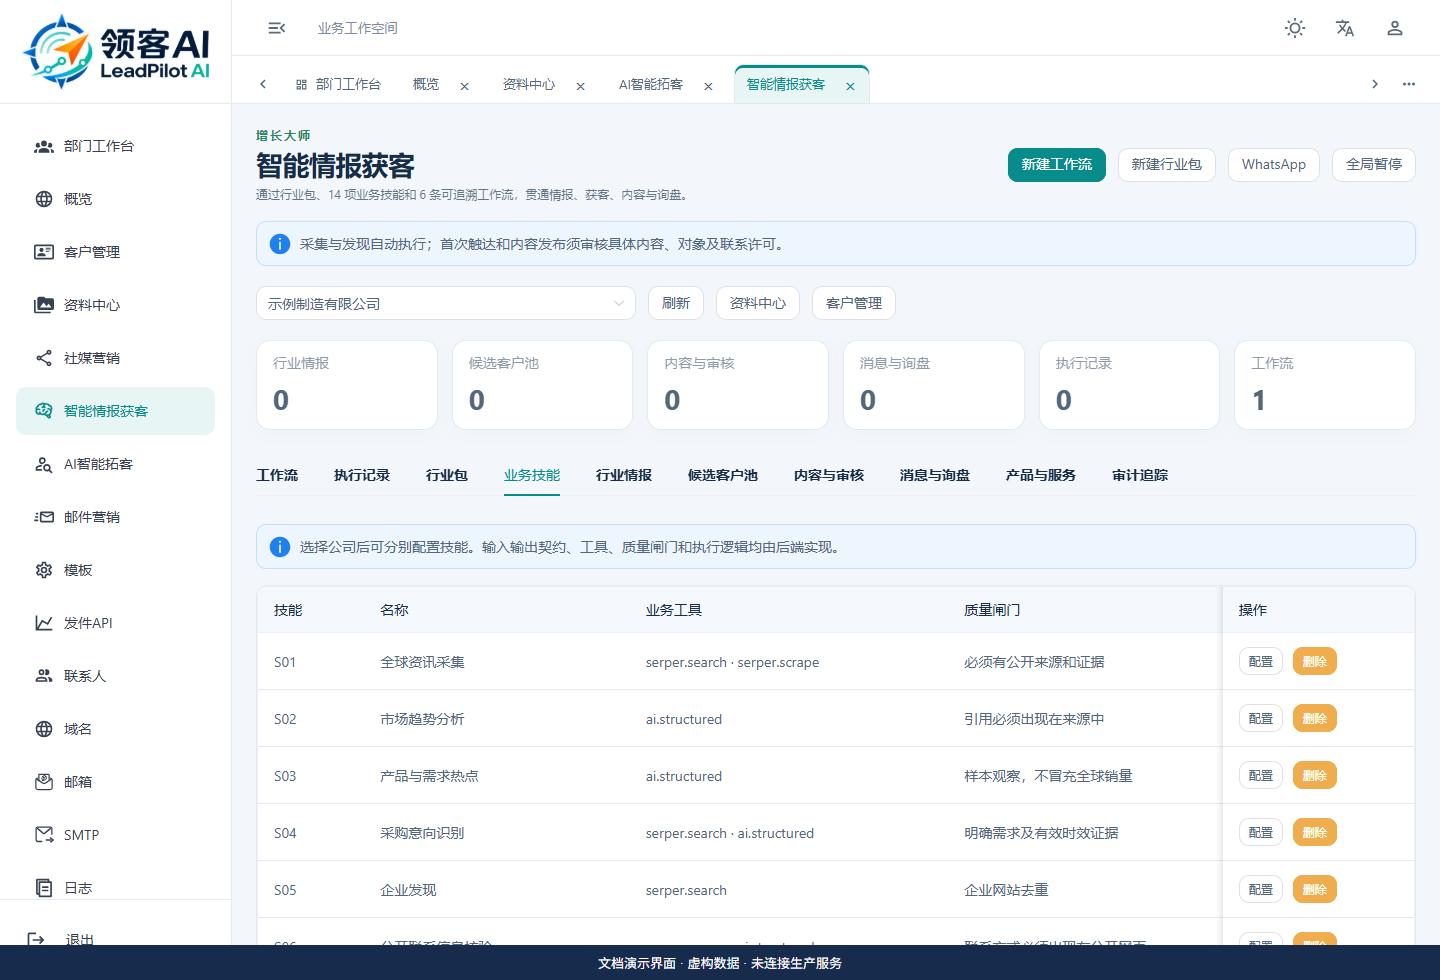 领客AI
LeadPilot AI
部门工作台
概览
客户管理
资料中心
社媒营销
智能情报获客
AI智能拓客
邮件营销
模板
发件API
联系人
域名
邮箱
SMTP
日志
退出
业务工作空间
部门工作台 概览 资料中心 AI智能拓客 智能情报获客
增长大师
智能情报获客
通过行业包、14 项业务技能和 6 条可追溯工作流，贯通情报、获客、内容与询盘。
新建工作流 新建行业包 WhatsApp 全局暂停
采集与发现自动执行；首次触达和内容发布须审核具体内容、对象及联系许可。
示例制造有限公司 刷新 资料中心 客户管理
行业情报 候选客户池 内容与审核 消息与询盘 执行记录 工作流
0 0 0 0 0 1
工作流 执行记录 行业包 业务技能 行业情报 候选客户池 内容与审核 消息与询盘 产品与服务 审计追踪
选择公司后可分别配置技能。输入输出契约、工具、质量闸门和执行逻辑均由后端实现。
技能 名称 业务工具 质量闸门 操作
S01 全球资讯采集 serper.search · serper.scrape 必须有公开来源和证据 配置 删除
S02 市场趋势分析 ai.structured 引用必须出现在来源中 配置 删除
S03 产品与需求热点 ai.structured 样本观察，不冒充全球销量 配置 删除
S04 采购意向识别 serper.search · ai.structured 明确需求及有效时效证据 配置 删除
S05 企业发现 serper.search 企业网站去重 配置 删除
文档演示界面 · 虚构数据 · 未连接生产服务